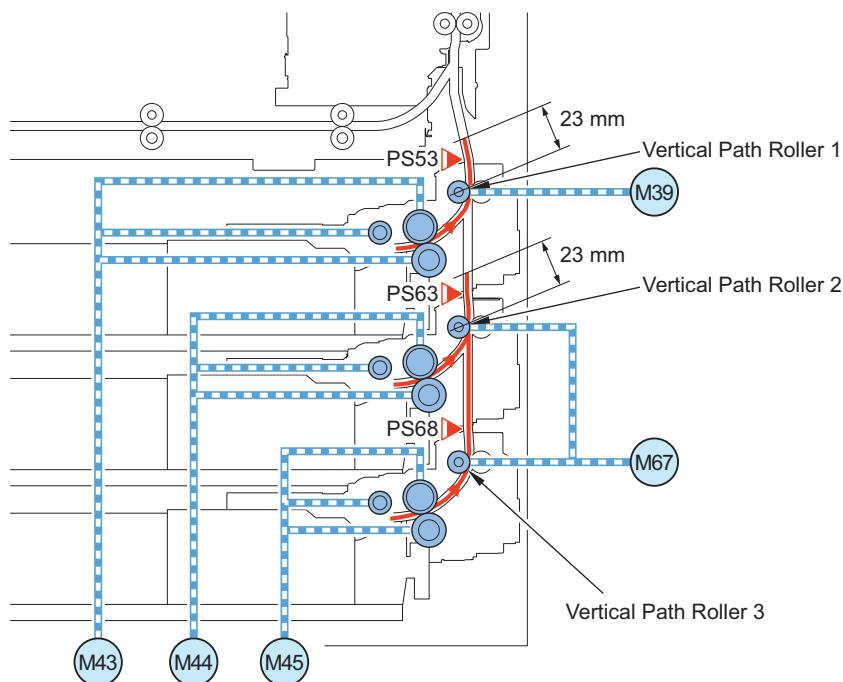 23 mm
PS53
Vertical Path Roller 1
M39
23 mm
PS63
Vertical Path Roller 2
PS68
M67
Vertical Path Roller 3
M43
M44
M45